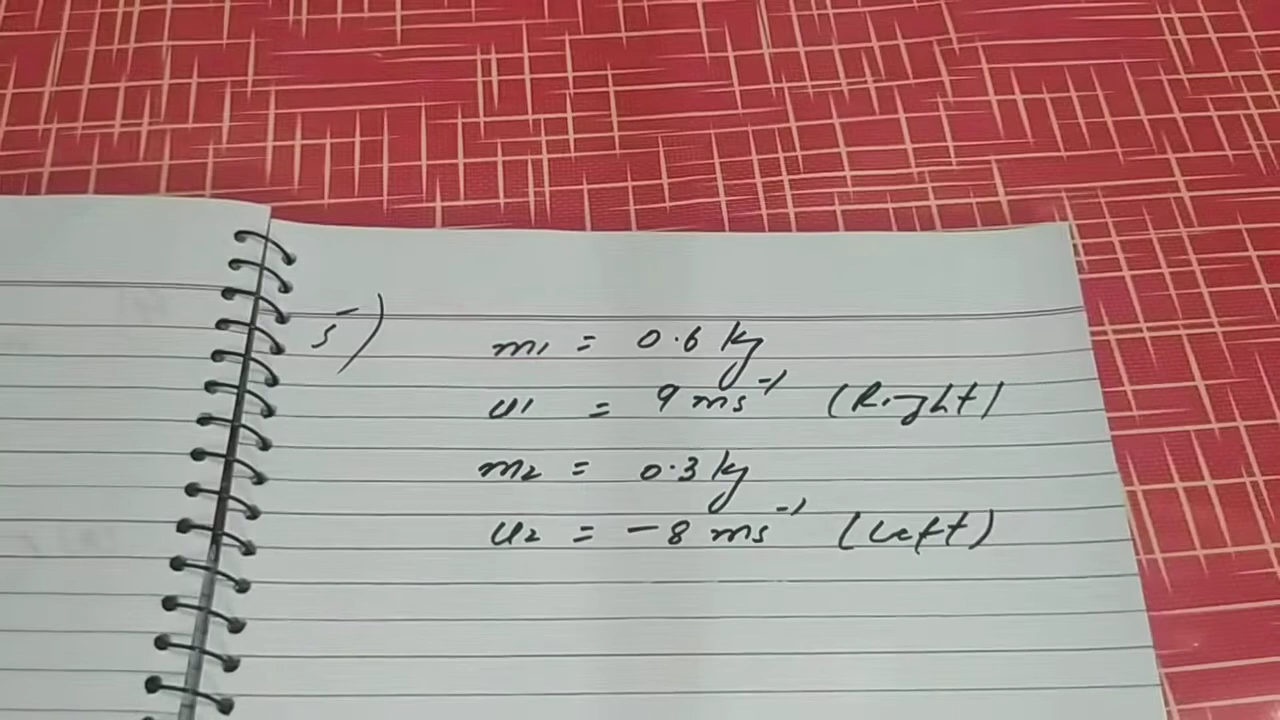 5) m1 = 0.6 kg
u1 = 9 ms⁻¹ (Right)
m2 = 0.3 kg
u2 = -8 ms⁻¹ (Left)